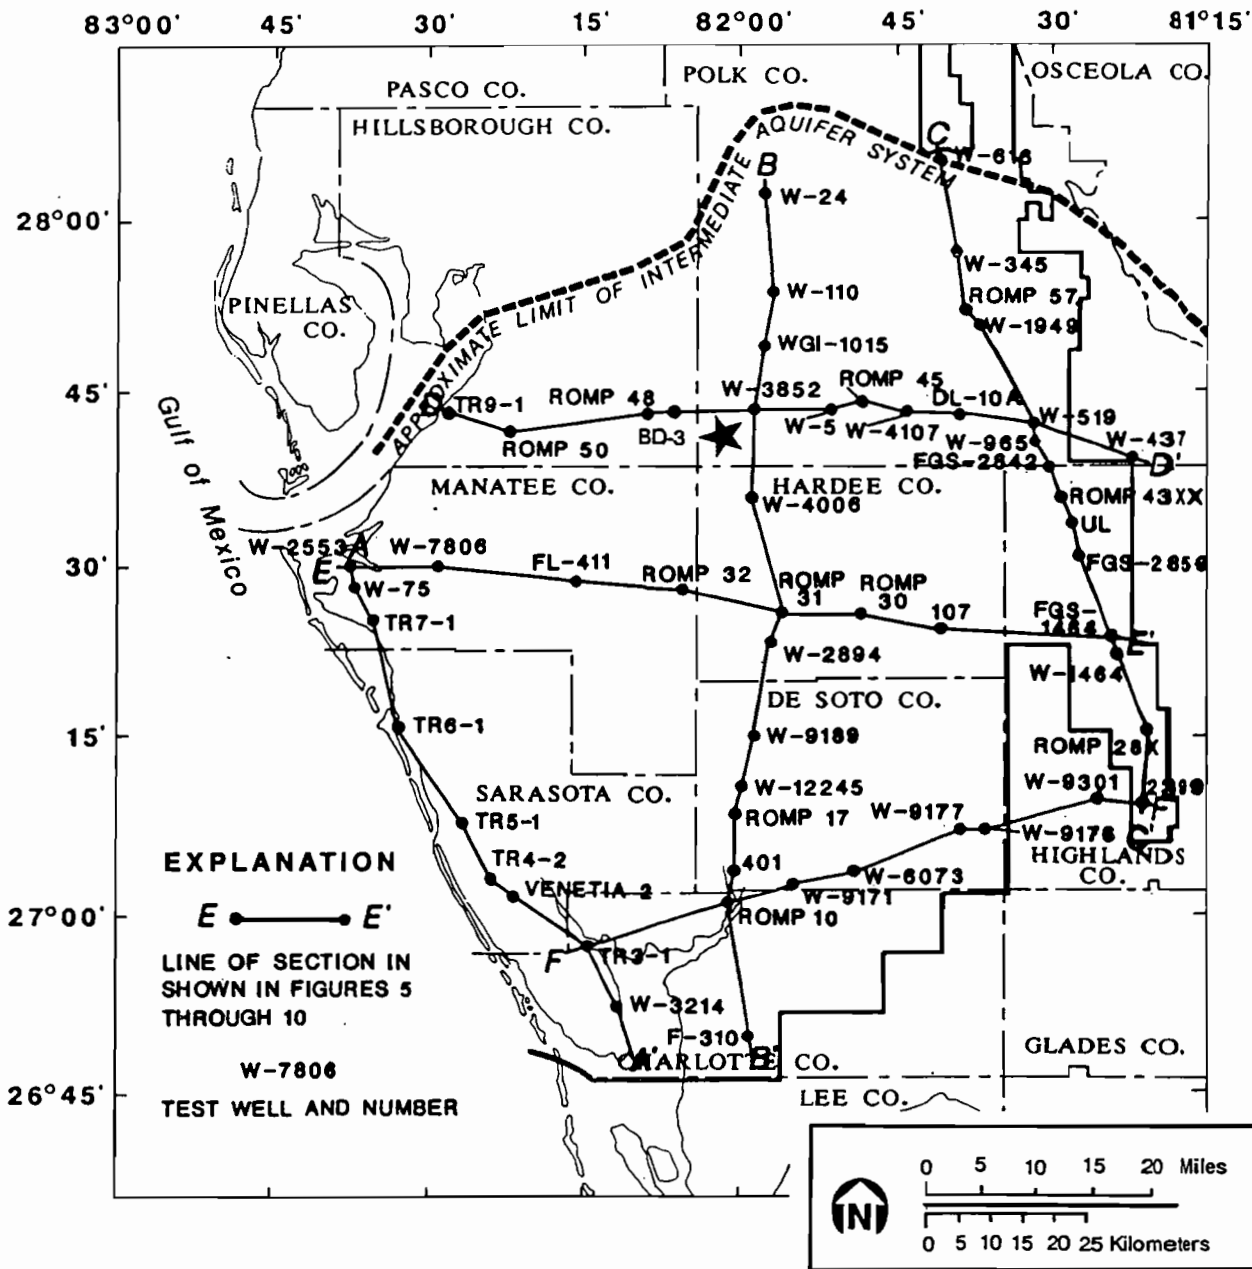 83°00'
45'
30'
15'
82°00'
45'
30'
81°15'
PASCO CO.
POLK CO.
OSCEOLA CO.
HILLSBOROUGH CO.
APPROXIMATE LIMIT OF INTERMEDIATE AQUIFER SYSTEM
C
W-616
B
W-24
28°00'
W-345
W-110
ROMP 57
W-1949
PINELLAS
CO.
WGI-1015
45'
TR9-1
ROMP 48
W-3852
ROMP 45
DL-10A
W-519
BD-3
ROMP 50
W-5
W-4107
W-965
W-437
FGS-2842
D'
Gulf of Mexico
MANATEE CO.
HARDEE CO.
W-4006
ROMP 43XX
UL
W-2553
A
W-7806
30'
E
FL-411
ROMP 32
ROMP
31
ROMP
30
107
FGS-2859
W-75
TR7-1
FGS-
1464
E'
W-2894
W-1464
DE SOTO CO.
TR6-1
15'
W-9189
ROMP 28X
W-12245
W-9301
SARASOTA CO.
ROMP 17
W-9177
TR5-1
W-9176
HIGHLANDS
CO.
EXPLANATION
TR4-2
401
W-6073
VENETIA 2
W-9171
27°00'
E
E'
ROMP 10
F
TR3-1
LINE OF SECTION IN
SHOWN IN FIGURES 5
THROUGH 10
W-3214
F-310
A'
B'
CHARLOTTE CO.
GLADES CO.
W-7806
26°45'
TEST WELL AND NUMBER
LEE CO.
0 5 10 15 20 Miles
N
0 5 10 15 20 25 Kilometers